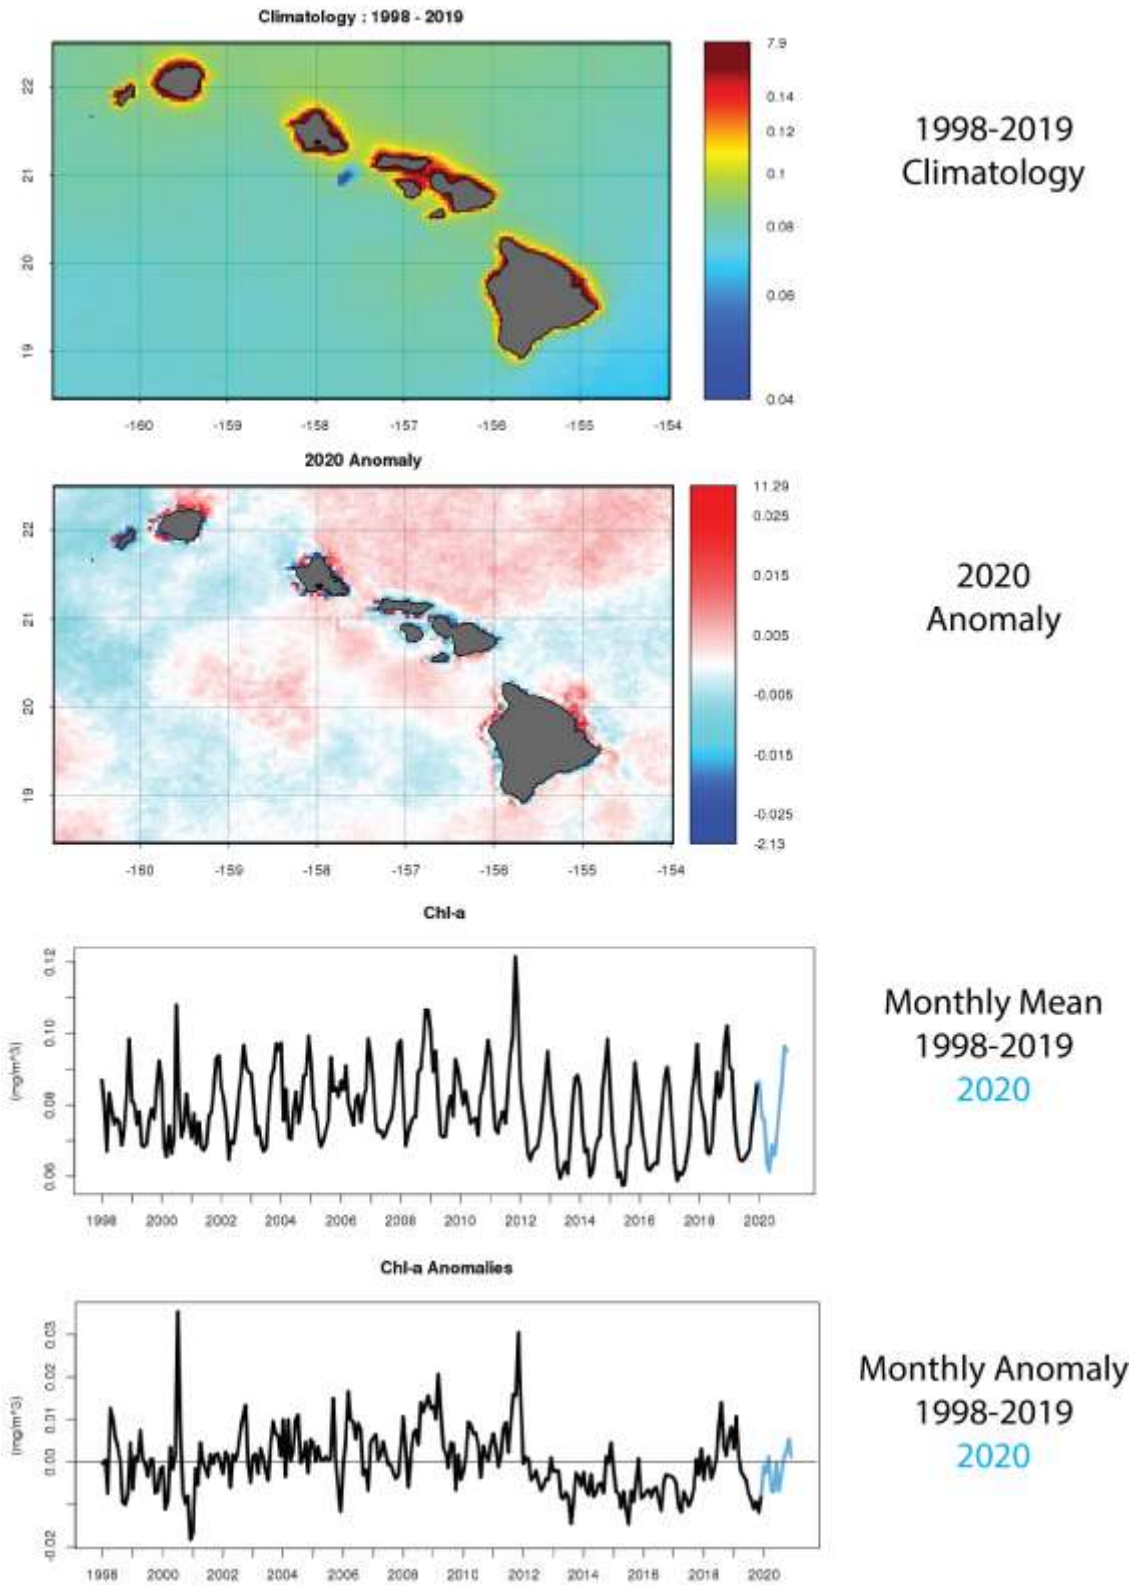 Climatology : 1998 - 2019
22
21
20
19
-160 -159 -158 -157 -156 -155 -154
7.9
0.14
0.12
0.1
0.08
0.06
0.04
1998-2019
Climatology
2020 Anomaly
22
21
20
19
-160 -159 -158 -157 -156 -155 -154
11.29
0.025
0.015
0.005
-0.005
-0.015
-0.025
-2.13
2020
Anomaly
Chl-a
(mg/m^3)
0.12
0.10
0.08
0.06
1998 2000 2002 2004 2006 2008 2010 2012 2014 2016 2018 2020
Monthly Mean
1998-2019
2020
Chl-a Anomalies
(mg/m^3)
0.03
0.02
0.01
0.00
-0.02
1998 2000 2002 2004 2006 2008 2010 2012 2014 2016 2018 2020
Monthly Anomaly
1998-2019
2020